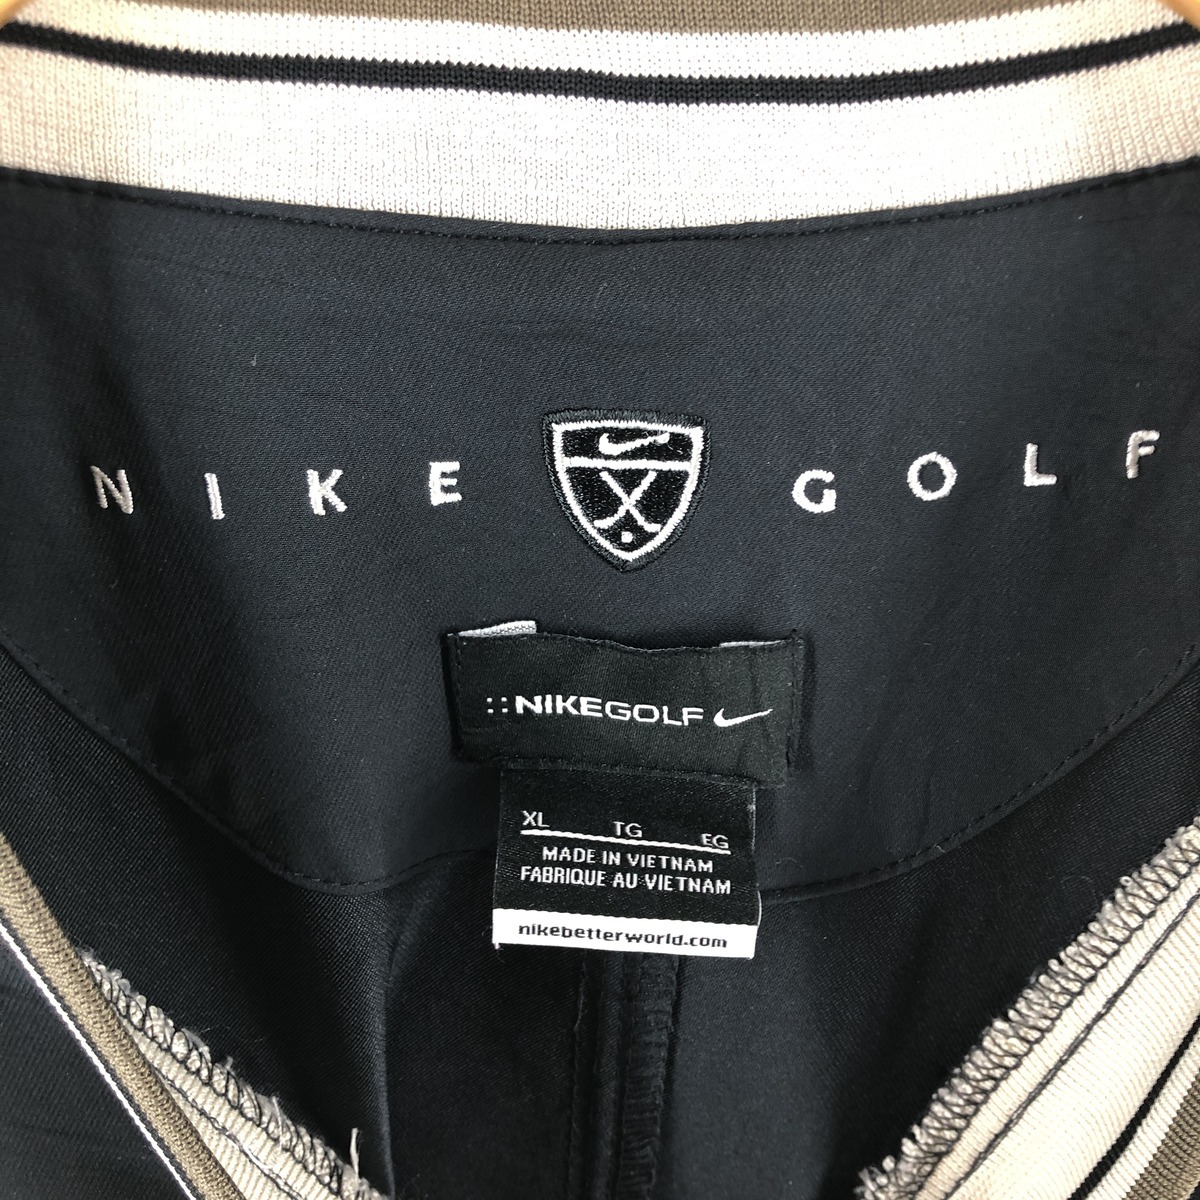 NIKE GOLF
::NIKEGOLF
XL TG EG
MADE IN VIETNAM
FABRIQUE AU VIETNAM
nikebetterworld.com